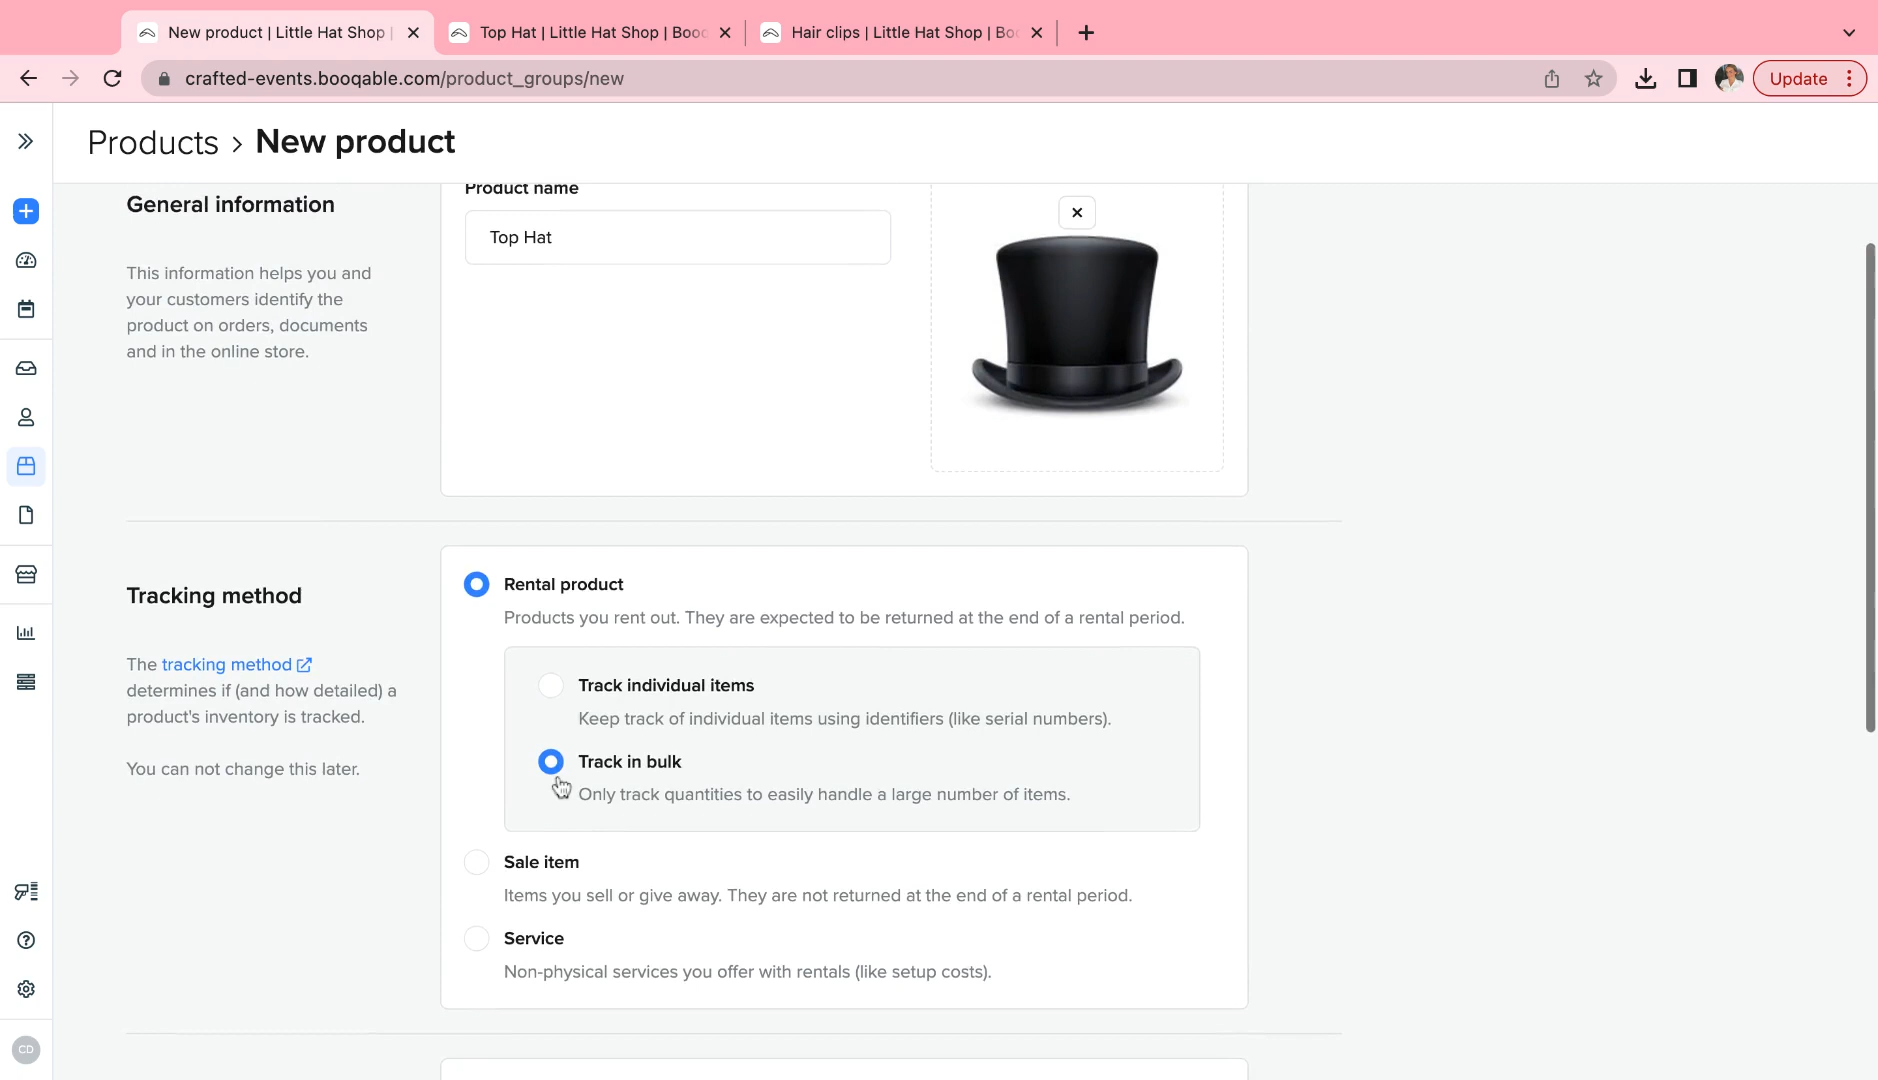 New product | Little Hat Shop |
Top Hat | Little Hat Shop | Booq
Hair clips | Little Hat Shop | Bo
crafted-events.booqable.com/product_groups/new
Update
Products › New product
General information
This information helps you and
your customers identify the
product on orders, documents
and in the online store.
Product name
Top Hat
Tracking method
The tracking method
determines if (and how detailed) a
product's inventory is tracked.
You can not change this later.
Rental product
Products you rent out. They are expected to be returned at the end of a rental period.
Track individual items
Keep track of individual items using identifiers (like serial numbers).
Track in bulk
Only track quantities to easily handle a large number of items.
Sale item
Items you sell or give away. They are not returned at the end of a rental period.
Service
Non-physical services you offer with rentals (like setup costs).
CD